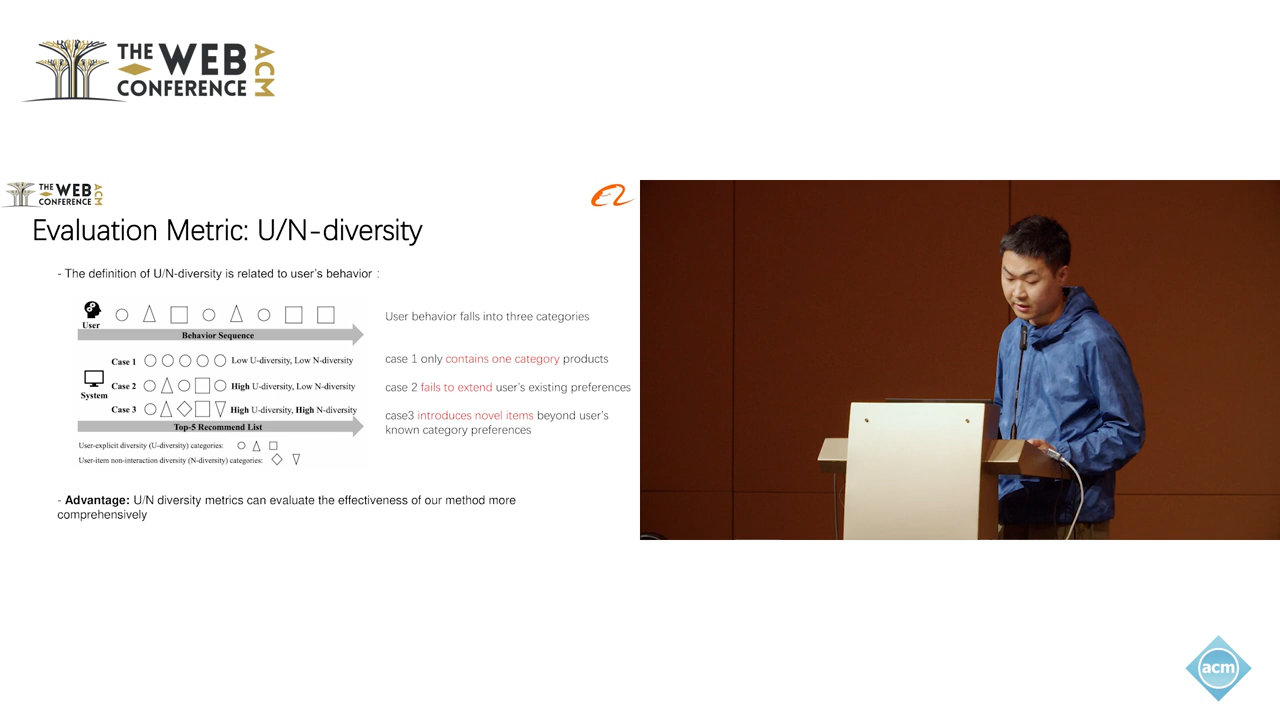 THE WEB CONFERENCE ACM
THE WEB CONFERENCE ACM
Evaluation Metric: U/N-diversity
- The definition of U/N-diversity is related to user's behavior :
User
Behavior Sequence
User behavior falls into three categories
Case 1 Low U-diversity, Low N-diversity
case 1 only contains one category products
System
Case 2 High U-diversity, Low N-diversity
case 2 fails to extend user's existing preferences
Case 3 High U-diversity, High N-diversity
case3 introduces novel items beyond user's
known category preferences
Top-5 Recommend List
User-explicit diversity (U-diversity) categories:
User-item non-interaction diversity (N-diversity) categories:
- Advantage: U/N diversity metrics can evaluate the effectiveness of our method more
comprehensively
acm